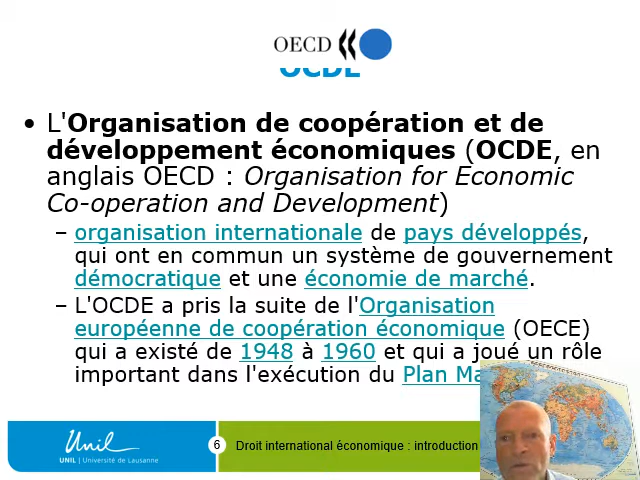 OECD
OCDE
• L'Organisation de coopération et de
développement économiques (OCDE, en
anglais OECD : Organisation for Economic
Co-operation and Development)
– organisation internationale de pays développés,
qui ont en commun un système de gouvernement
démocratique et une économie de marché.
– L'OCDE a pris la suite de l'Organisation
européenne de coopération économique (OECE)
qui a existé de 1948 à 1960 et qui a joué un rôle
important dans l'exécution du Plan
Unil
UNIL | Université de Lausanne
6
Droit international économique : introduction